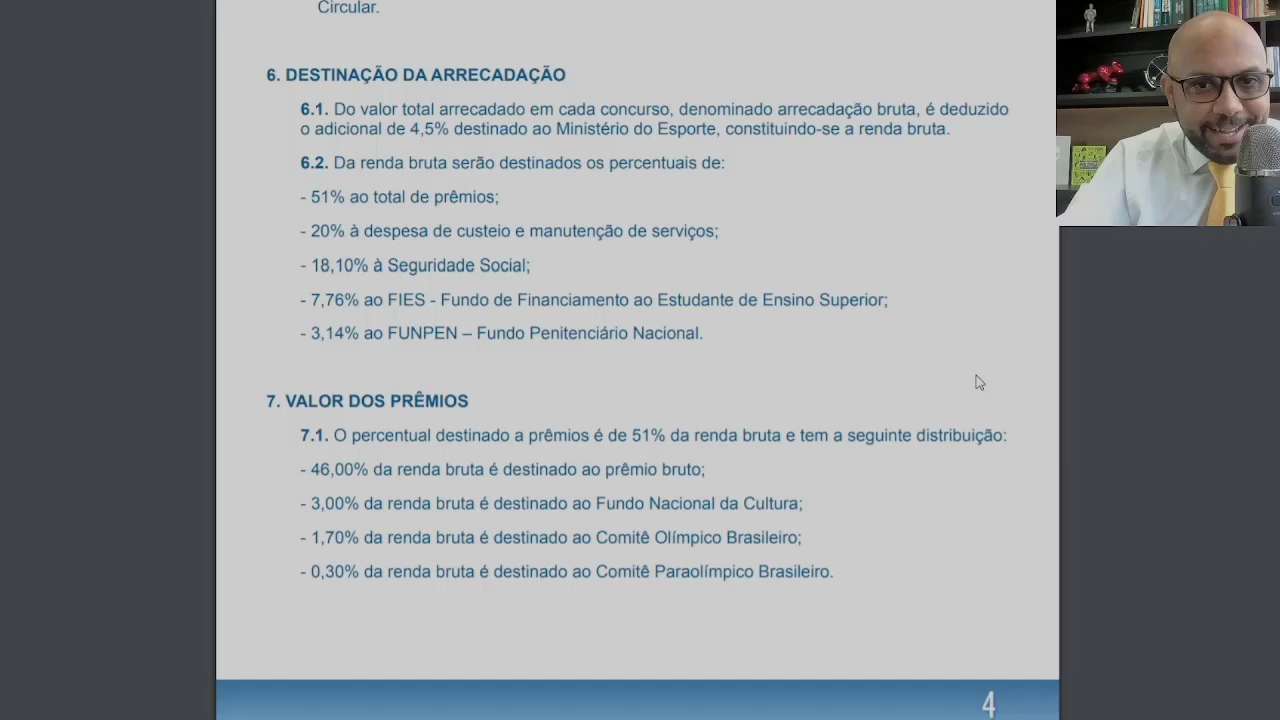 Circular.
6. DESTINAÇÃO DA ARRECADAÇÃO
6.1. Do valor total arrecadado em cada concurso, denominado arrecadação bruta, é deduzido
o adicional de 4,5% destinado ao Ministério do Esporte, constituindo-se a renda bruta.
6.2. Da renda bruta serão destinados os percentuais de:
- 51% ao total de prêmios;
- 20% à despesa de custeio e manutenção de serviços;
- 18,10% à Seguridade Social;
- 7,76% ao FIES - Fundo de Financiamento ao Estudante de Ensino Superior;
- 3,14% ao FUNPEN – Fundo Penitenciário Nacional.
7. VALOR DOS PRÊMIOS
7.1. O percentual destinado a prêmios é de 51% da renda bruta e tem a seguinte distribuição:
- 46,00% da renda bruta é destinado ao prêmio bruto;
- 3,00% da renda bruta é destinado ao Fundo Nacional da Cultura;
- 1,70% da renda bruta é destinado ao Comitê Olímpico Brasileiro;
- 0,30% da renda bruta é destinado ao Comitê Paraolímpico Brasileiro.
4